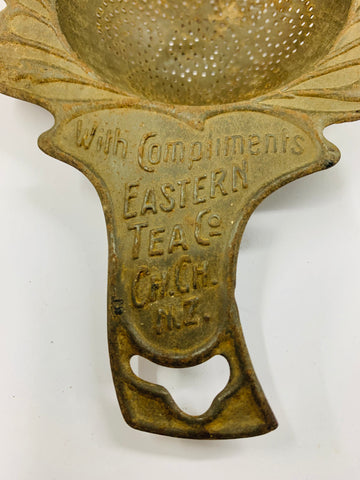 With Compliments
EASTERN
TEA Co
CH.CH.
N.Z.